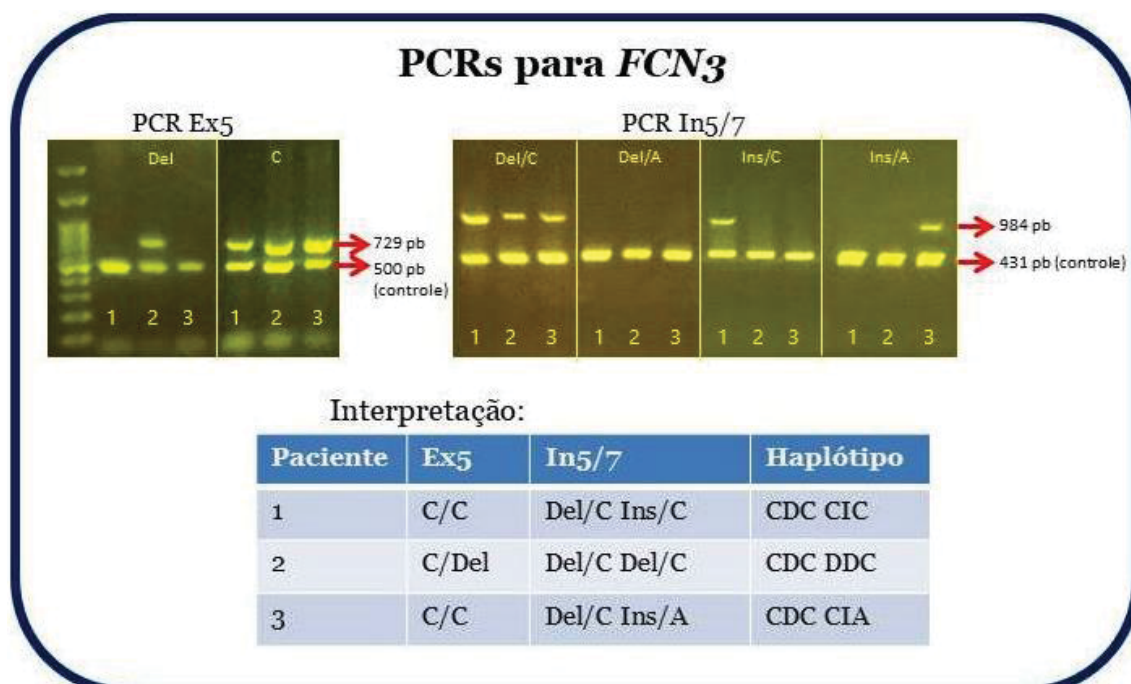 PCRs para FCN3
PCR Ex5
PCR In5/7
Del
C
Del/C
Del/A
Ins/C
Ins/A
729 pb
500 pb
(controle)
984 pb
431 pb (controle)
1 2 3
1 2 3
1 2 3
1 2 3
1 2 3
1 2 3
Interpretação:
Paciente Ex5 In5/7 Haplótipo
1 C/C Del/C Ins/C CDC CIC
2 C/Del Del/C Del/C CDC DDC
3 C/C Del/C Ins/A CDC CIA